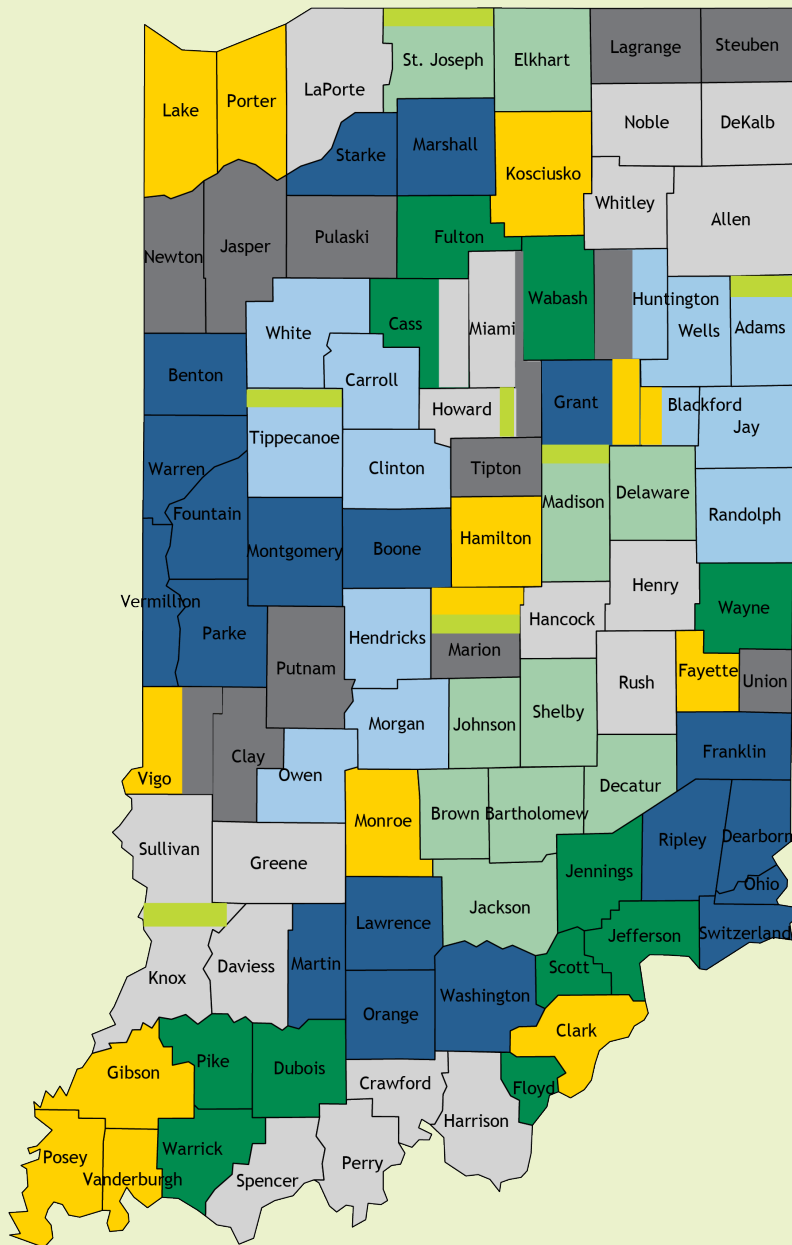 Lagrange
Steuben
St. Joseph
Elkhart
LaPorte
Porter
Lake
Noble
DeKalb
Marshall
Starke
Kosciusko
Whitley
Allen
Pulaski
Fulton
Jasper
Newton
Wabash
Huntington
Miami
Cass
White
Wells
Adams
Benton
Carroll
Grant
Blackford
Howard
Jay
Tippecanoe
Warren
Clinton
Tipton
Delaware
Madison
Fountain
Randolph
Hamilton
Montgomery
Boone
Henry
Vermillion
Wayne
Hancock
Parke
Hendricks
Marion
Putnam
Fayette
Union
Rush
Shelby
Morgan
Johnson
Franklin
Clay
Owen
Vigo
Decatur
Brown
Bartholomew
Monroe
Ripley
Dearborn
Sullivan
Greene
Jennings
Ohio
Jackson
Lawrence
Jefferson
Switzerland
Martin
Daviess
Scott
Knox
Washington
Orange
Clark
Pike
Dubois
Gibson
Crawford
Floyd
Harrison
Warrick
Posey
Perry
Vanderburgh
Spencer